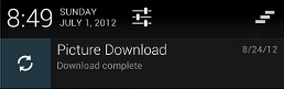 8:49 SUNDAY
JULY 1, 2012
Picture Download 8/24/12
Download complete